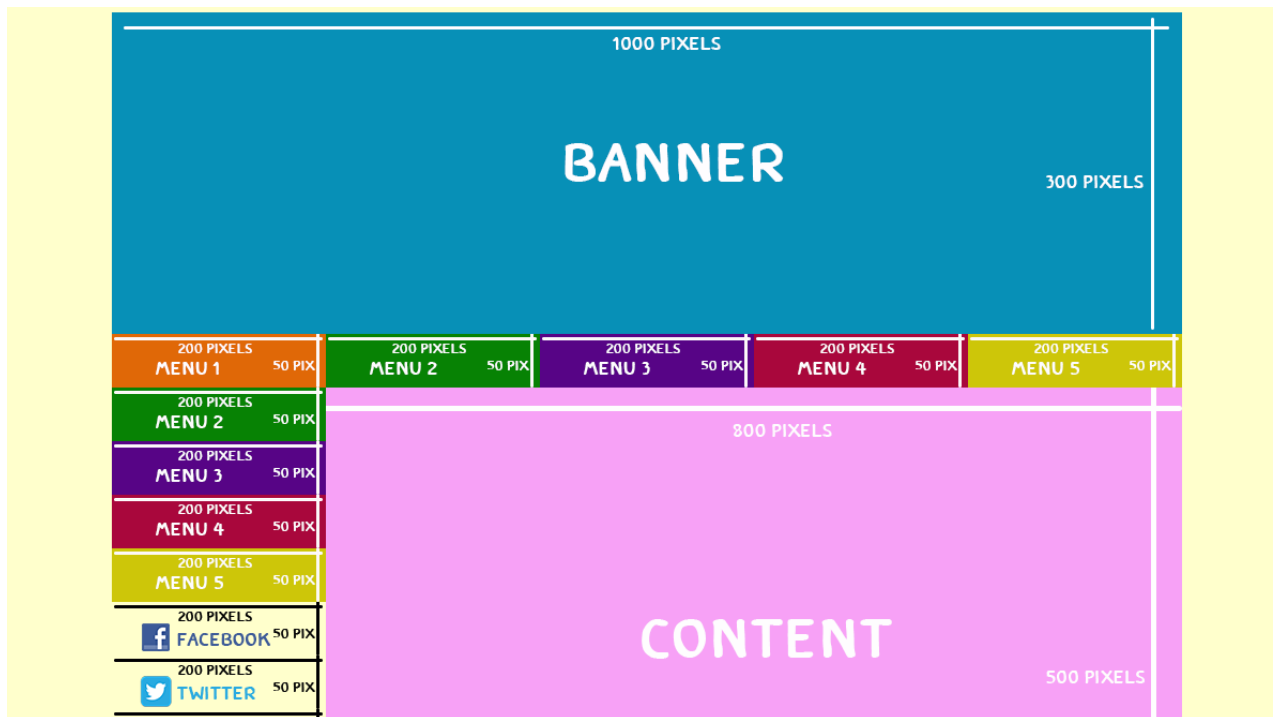 1000 PIXELS
BANNER
300 PIXELS
200 PIXELS
MENU 1 50 PIX
200 PIXELS
MENU 2 50 PIX
200 PIXELS
MENU 3 50 PIX
200 PIXELS
MENU 4 50 PIX
200 PIXELS
MENU 5 50 PIX
200 PIXELS
MENU 2 50 PIX
200 PIXELS
MENU 3 50 PIX
200 PIXELS
MENU 4 50 PIX
200 PIXELS
MENU 5 50 PIX
200 PIXELS
f FACEBOOK 50 PIX
200 PIXELS
TWITTER 50 PIX
800 PIXELS
CONTENT
500 PIXELS